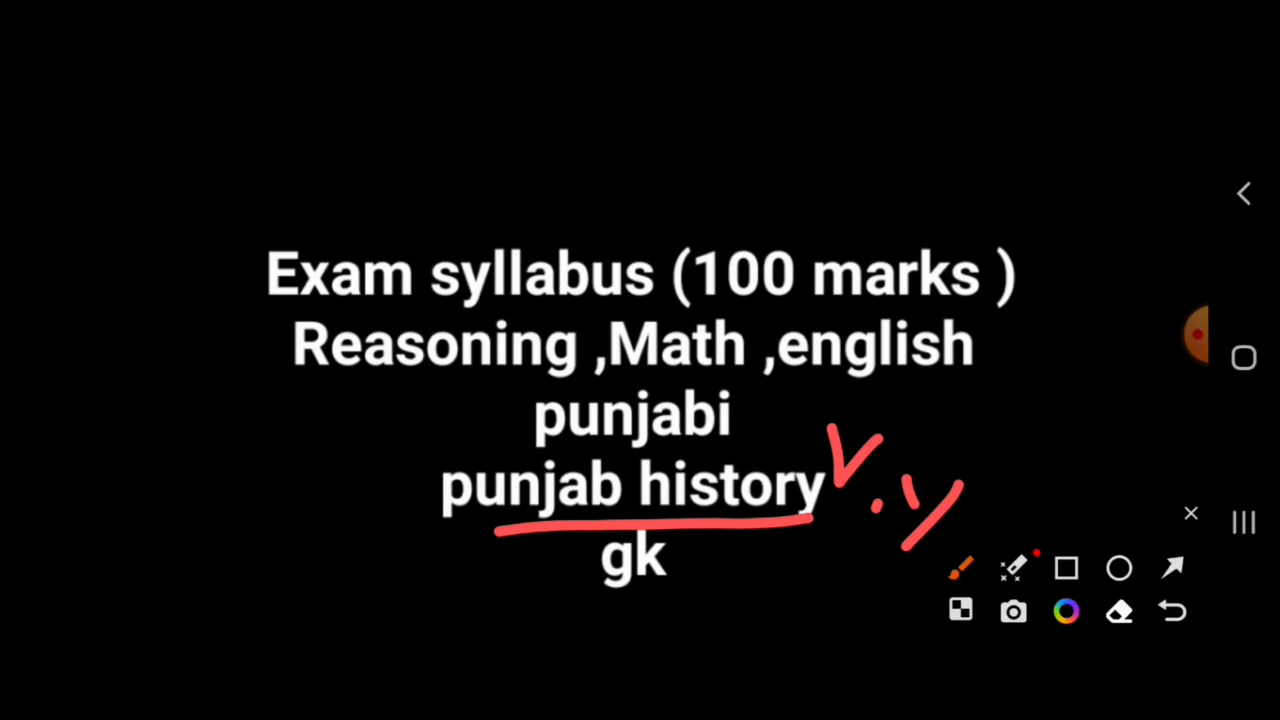 Exam syllabus (100 marks )
Reasoning ,Math ,english
punjabi
punjab history
V.y
gk